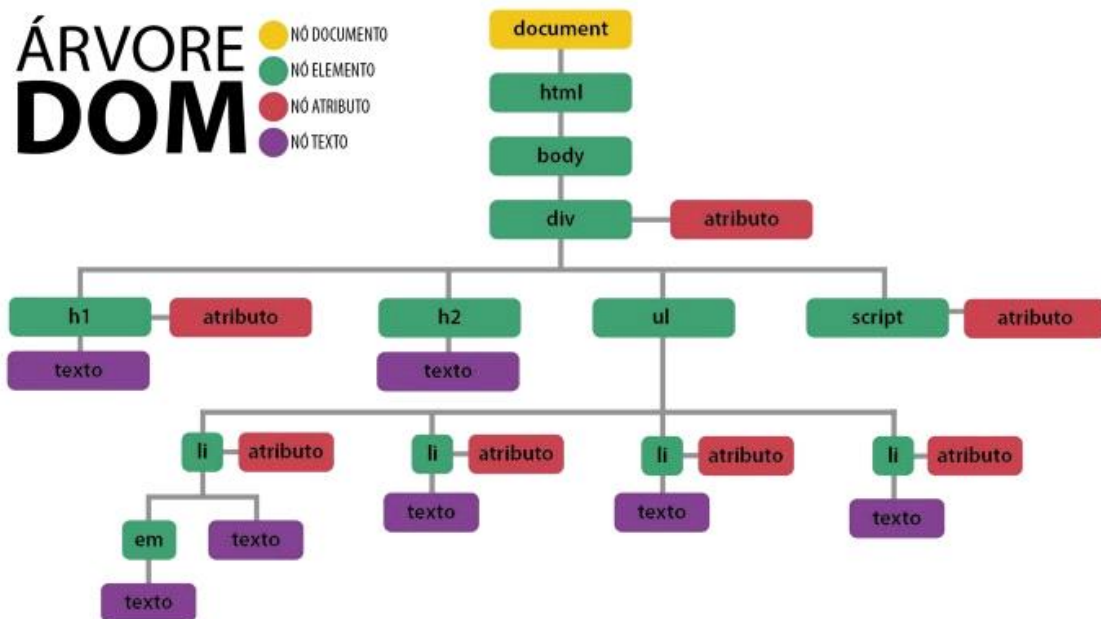 ÁRVORE
DOM
NÓ DOCUMENTO
NÓ ELEMENTO
NÓ ATRIBUTO
NÓ TEXTO
document
html
body
div
atributo
h1
atributo
h2
ul
script
atributo
texto
texto
li
atributo
li
atributo
li
atributo
li
atributo
texto
texto
texto
em
texto
texto